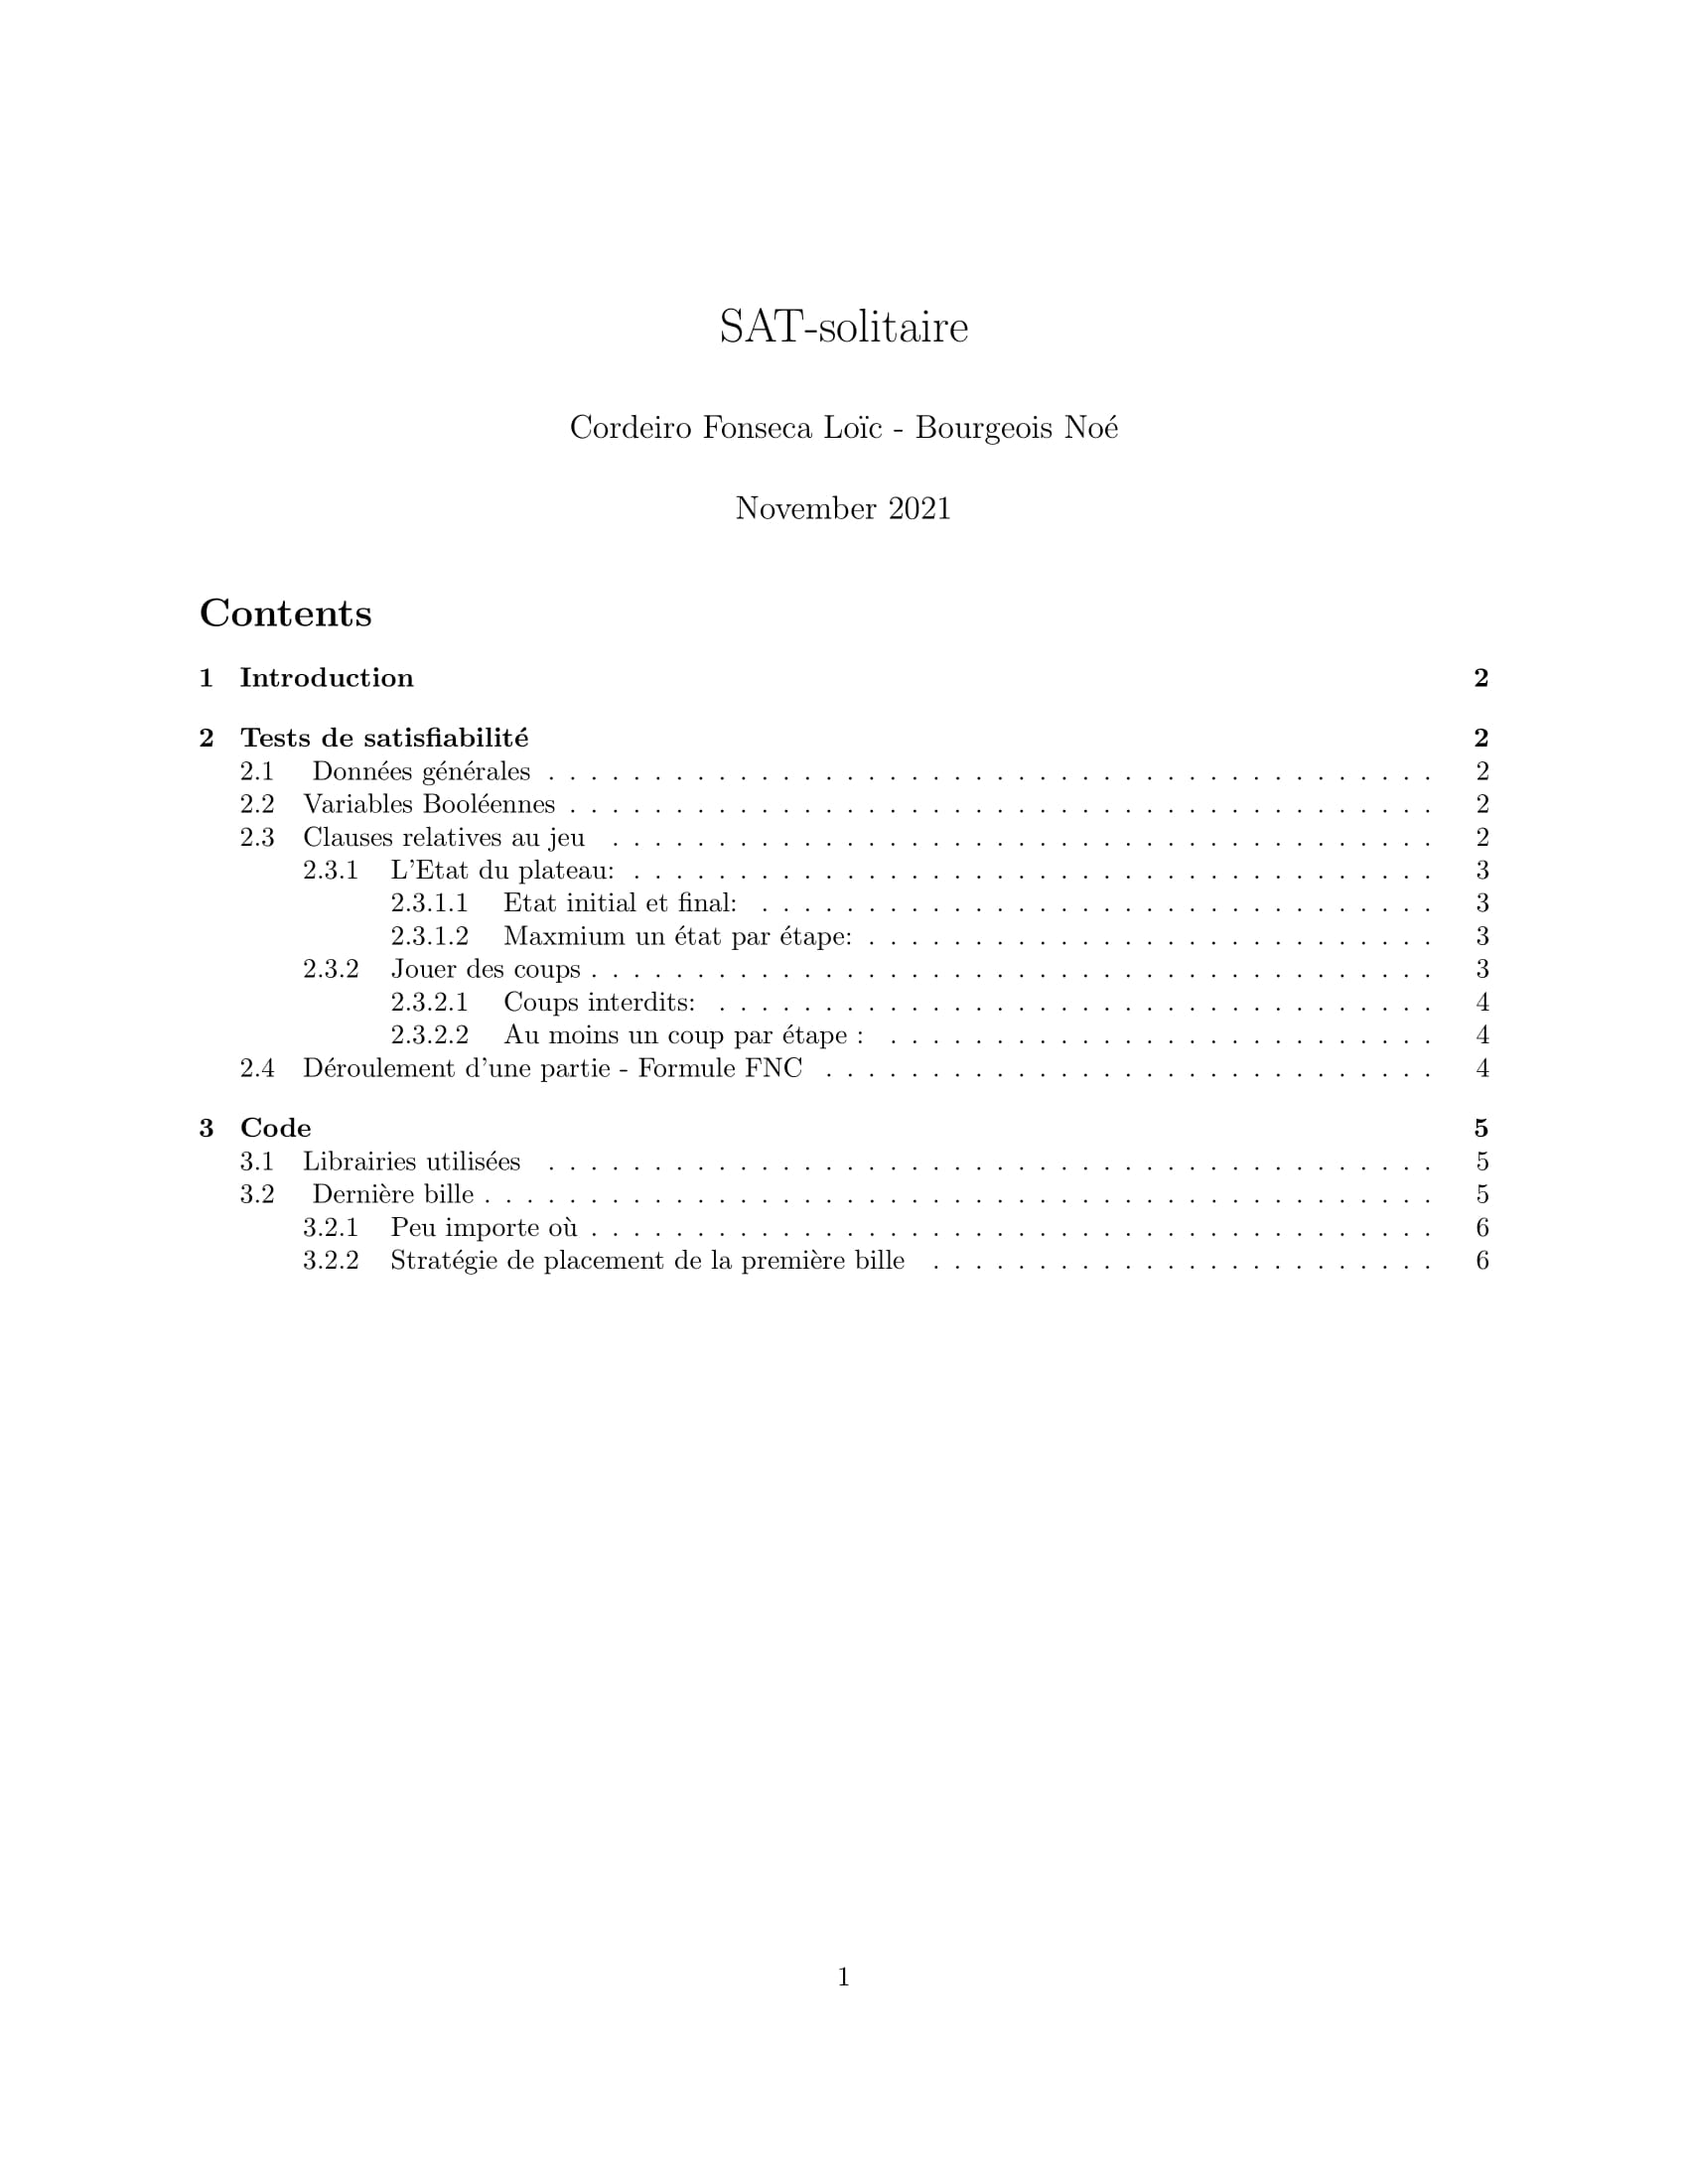 SAT-solitaire
Cordeiro Fonseca Loïc - Bourgeois Noé
November 2021
Contents
1 Introduction 2
2 Tests de satisfiabilité 2
2.1 Données générales . . . . . . . . . . . . . . . . . . . . . . . . . . . . . . . . . . . . . . . . . . 2
2.2 Variables Booléennes . . . . . . . . . . . . . . . . . . . . . . . . . . . . . . . . . . . . . . . . . 2
2.3 Clauses relatives au jeu . . . . . . . . . . . . . . . . . . . . . . . . . . . . . . . . . . . . . . . 2
2.3.1 L'Etat du plateau: . . . . . . . . . . . . . . . . . . . . . . . . . . . . . . . . . . . . . . 3
2.3.1.1 Etat initial et final: . . . . . . . . . . . . . . . . . . . . . . . . . . . . . . . . 3
2.3.1.2 Maxmium un état par étape: . . . . . . . . . . . . . . . . . . . . . . . . . . . 3
2.3.2 Jouer des coups . . . . . . . . . . . . . . . . . . . . . . . . . . . . . . . . . . . . . . . . 3
2.3.2.1 Coups interdits: . . . . . . . . . . . . . . . . . . . . . . . . . . . . . . . . . . 4
2.3.2.2 Au moins un coup par étape : . . . . . . . . . . . . . . . . . . . . . . . . . . 4
2.4 Déroulement d'une partie - Formule FNC . . . . . . . . . . . . . . . . . . . . . . . . . . . . . 4
3 Code 5
3.1 Librairies utilisées . . . . . . . . . . . . . . . . . . . . . . . . . . . . . . . . . . . . . . . . . . 5
3.2 Dernière bille . . . . . . . . . . . . . . . . . . . . . . . . . . . . . . . . . . . . . . . . . . . . . 5
3.2.1 Peu importe où . . . . . . . . . . . . . . . . . . . . . . . . . . . . . . . . . . . . . . . . 6
3.2.2 Stratégie de placement de la première bille . . . . . . . . . . . . . . . . . . . . . . . . 6
1